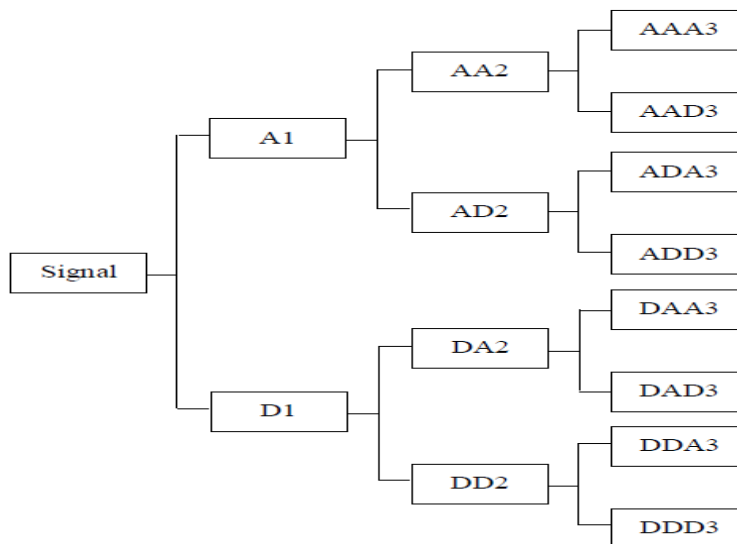 Signal
A1
D1
AA2
AD2
DA2
DD2
AAA3
AAD3
ADA3
ADD3
DAA3
DAD3
DDA3
DDD3